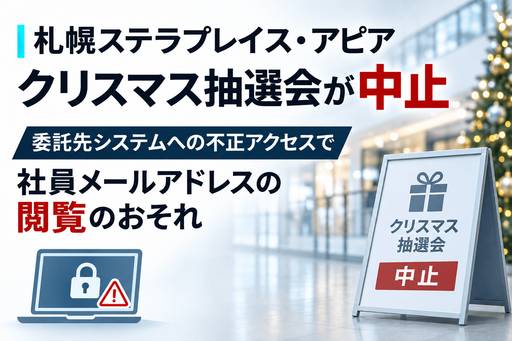 札幌ステラプレイス・アピア
クリスマス抽選会が中止
委託先システムへの不正アクセスで
社員メールアドレスの
閲覧のおそれ
クリスマス
抽選会
中止